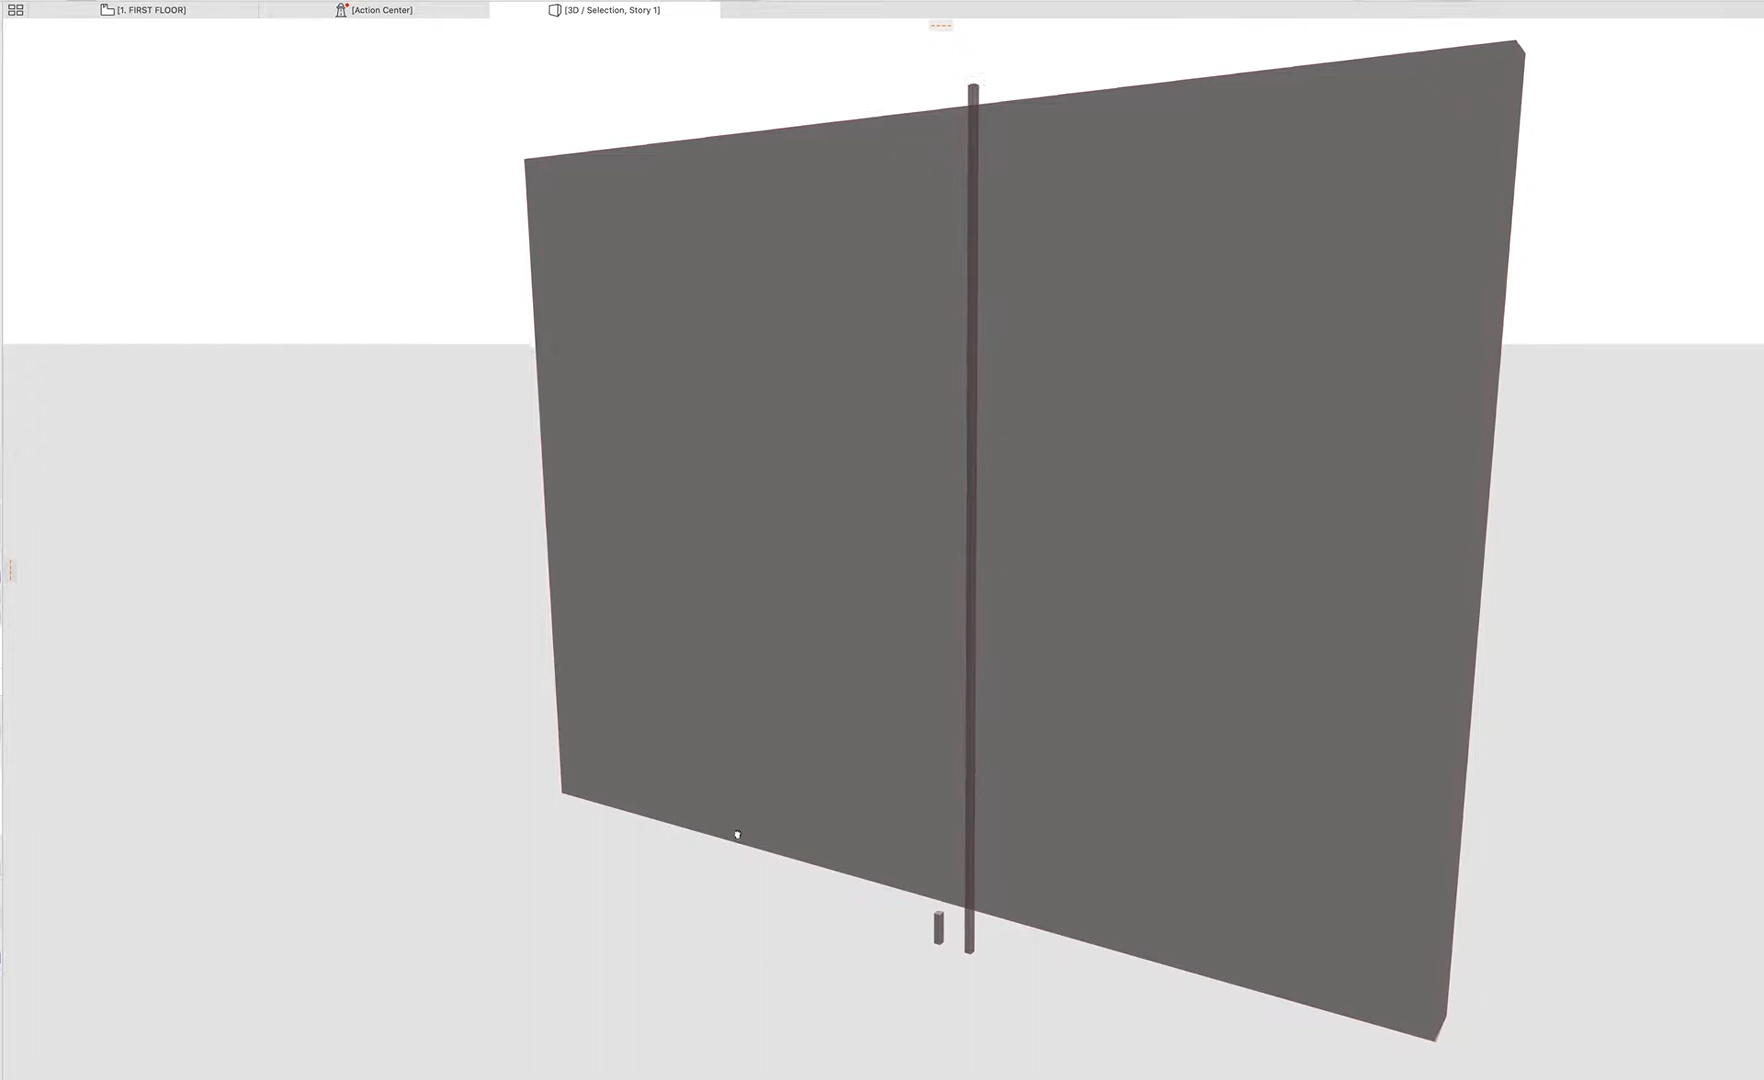 [1. FIRST FLOOR]
[Action Center]
[3D / Selection, Story 1]